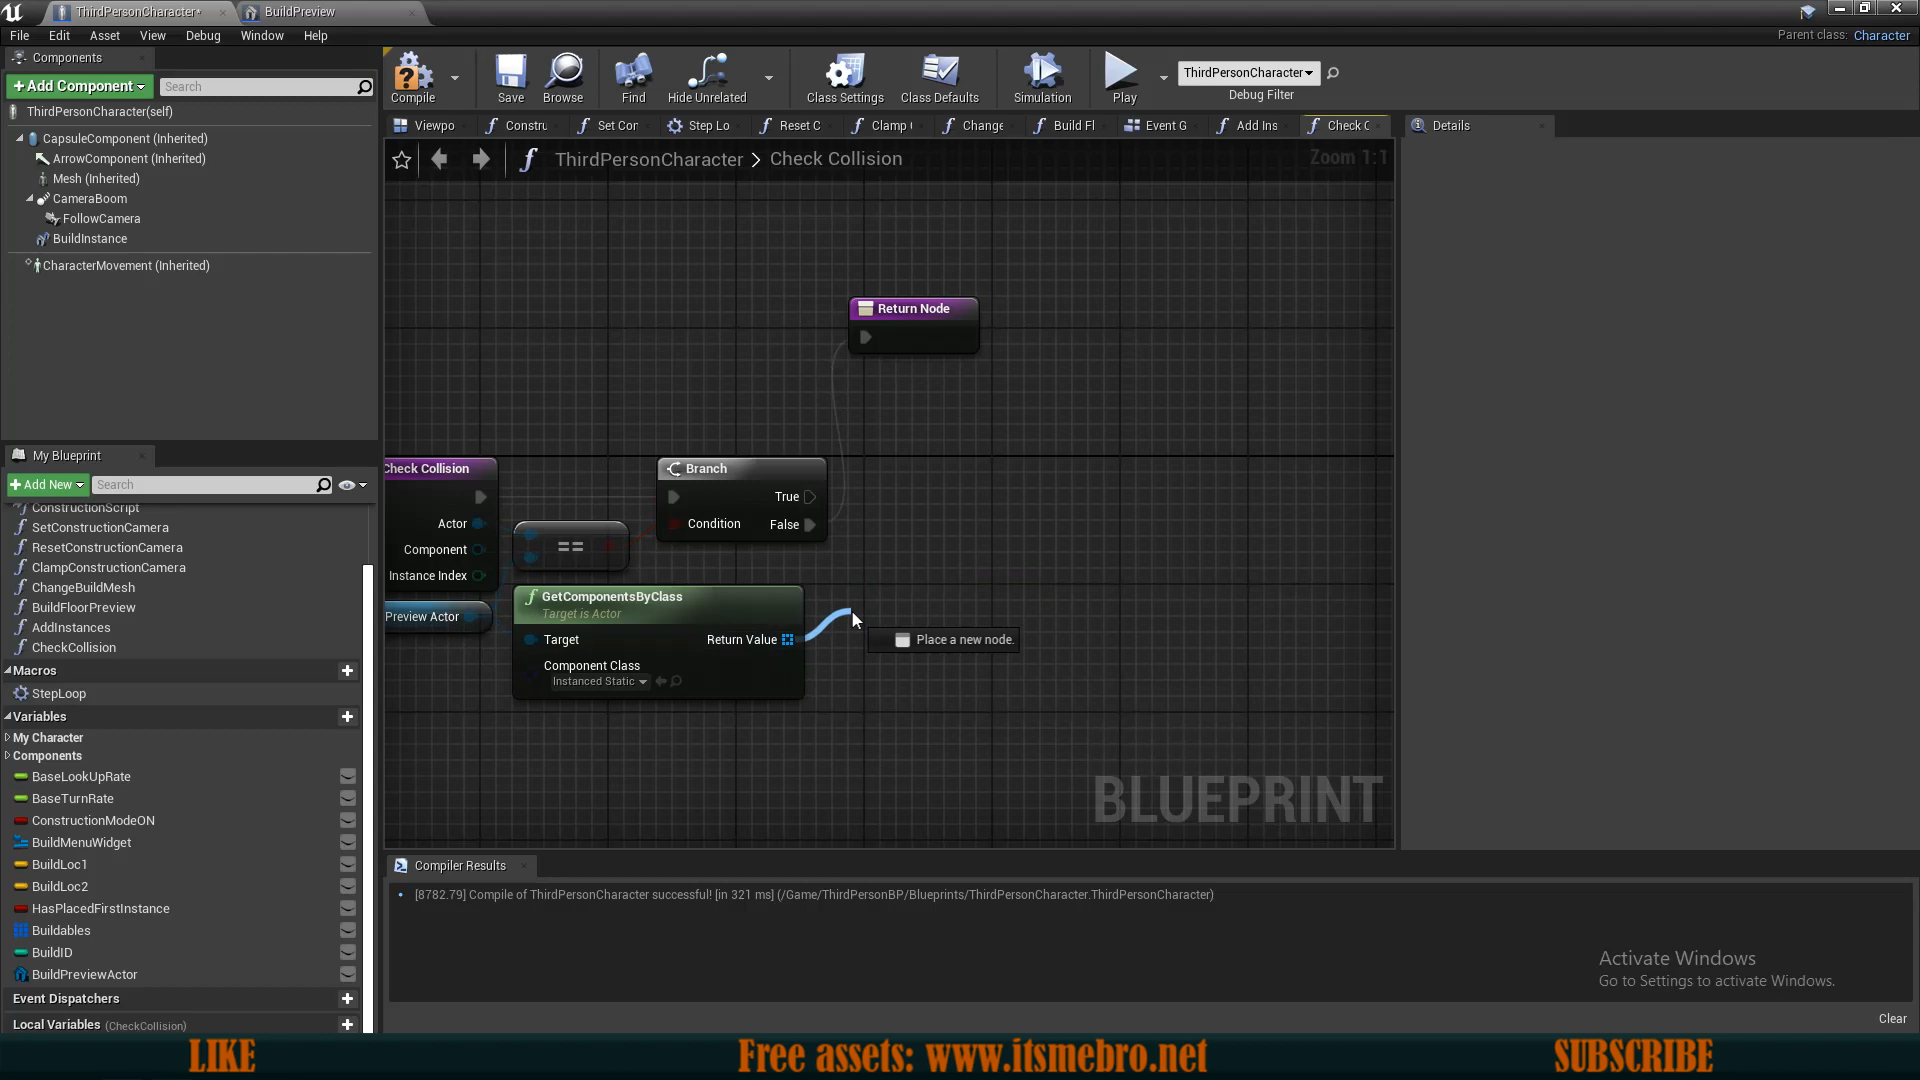 ThirdPersonCharacter*
BuildPreview
File Edit Asset View Debug Window Help
Parent class: Character
Components
+Add Component
Search
ThirdPersonCharacter(self)
CapsuleComponent (Inherited)
ArrowComponent (Inherited)
Mesh (Inherited)
CameraBoom
FollowCamera
BuildInstance
CharacterMovement (Inherited)
Compile
Save
Browse
Find
Hide Unrelated
Class Settings
Class Defaults
Simulation
Play
ThirdPersonCharacter
Debug Filter
Viewpo
Constru
Set Cor
Step Lo
Reset C
Clamp
Change
Build Fl
Event G
Add Ins
Check C
Details
ThirdPersonCharacter > Check Collision
Zoom 1:1
Return Node
Check Collision
Actor
Component
Instance Index
Branch
True
Condition
False
==
Preview Actor
GetComponentsByClass
Target is Actor
Target
Return Value
Component Class
Instanced Static
Place a new node.
BLUEPRINT
My Blueprint
+Add New
Search
ConstructionScript
SetConstructionCamera
ResetConstructionCamera
ClampConstructionCamera
ChangeBuildMesh
BuildFloorPreview
AddInstances
CheckCollision
Macros
StepLoop
Variables
My Character
Components
BaseLookUpRate
BaseTurnRate
ConstructionModeON
BuildMenuWidget
BuildLoc1
BuildLoc2
HasPlacedFirstInstance
Buildables
BuildID
BuildPreviewActor
Event Dispatchers
Local Variables (CheckCollision)
Compiler Results
[8782.79] Compile of ThirdPersonCharacter successful! [in 321 ms] (/Game/ThirdPersonBP/Blueprints/ThirdPersonCharacter.ThirdPersonCharacter)
Activate Windows
Go to Settings to activate Windows.
Clear
LIKE
Free assets: www.itsmebro.net
SUBSCRIBE